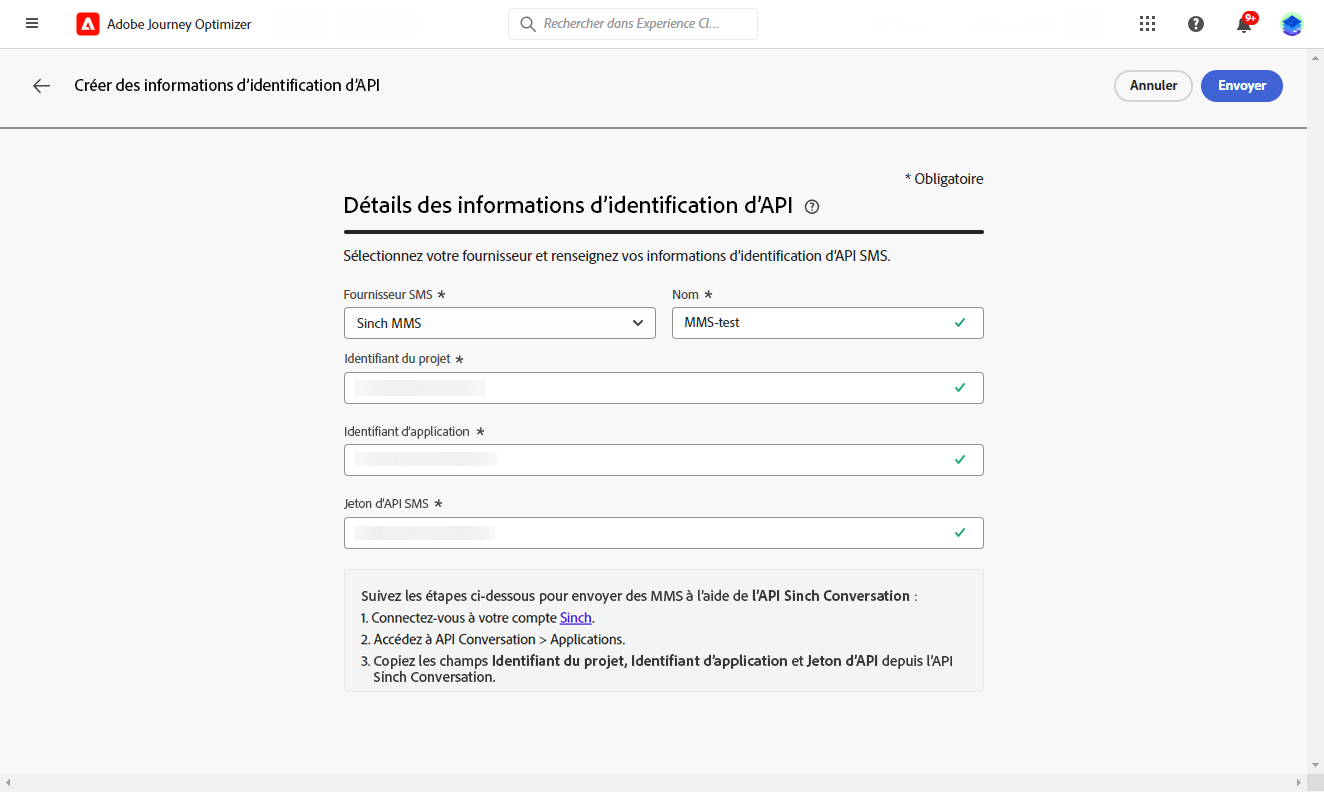 Adobe Journey Optimizer
Rechercher dans Experience Cl...
9+
Créer des informations d’identification d’API
Annuler
Envoyer
* Obligatoire
Détails des informations d’identification d’API
Sélectionnez votre fournisseur et renseignez vos informations d’identification d’API SMS.
Fournisseur SMS *
Nom *
Sinch MMS
MMS-test
Identifiant du projet *
Identifiant d’application *
Jeton d’API SMS *
Suivez les étapes ci-dessous pour envoyer des MMS à l’aide de l’API Sinch Conversation :
1. Connectez-vous à votre compte Sinch.
2. Accédez à API Conversation > Applications.
3. Copiez les champs Identifiant du projet, Identifiant d’application et Jeton d’API depuis l’API
Sinch Conversation.